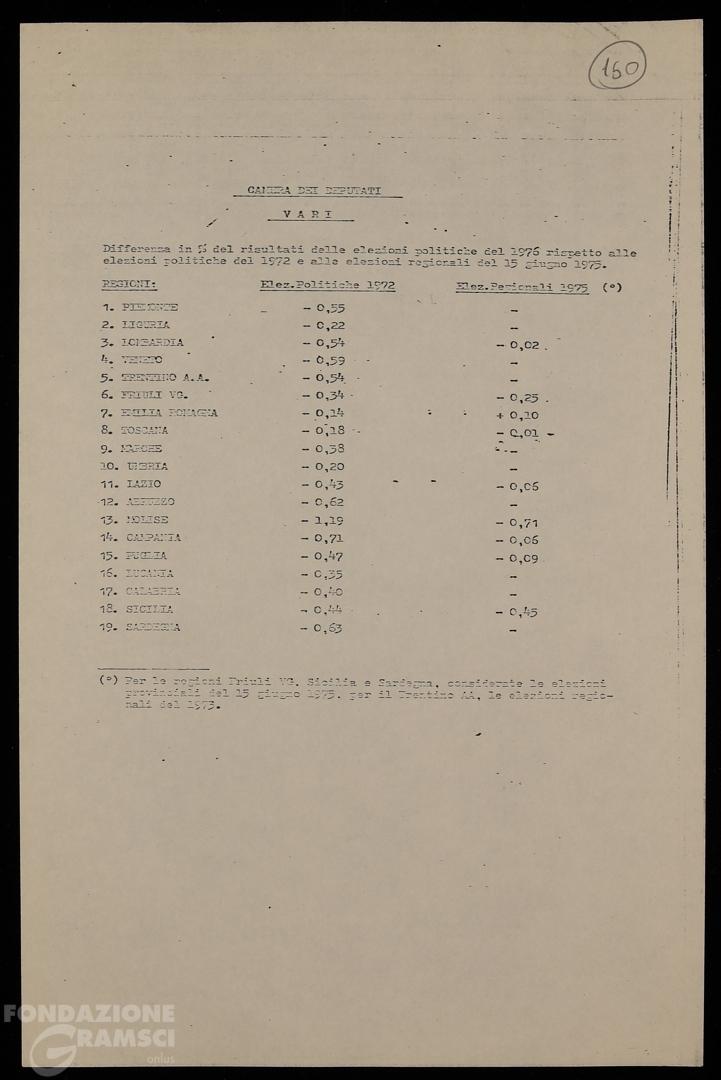 160
CAMERA DEI DEPUTATI
VARI
Differenza in % dei risultati delle elezioni politiche del 1976 rispetto alle
elezioni politiche del 1972 e alle elezioni regionali del 15 giugno 1975.
REGIONI: Elez.Politiche 1972 Elez.Regionali 1975 (°)
1. PIEMONTE - 0,55 -
2. LIGURIA - 0,22 -
3. LOMBARDIA - 0,54 - 0,02
4. VENETO - 0,59 -
5. TRENTINO A.A. - 0,54 -
6. FRIULI VG. - 0,34 - 0,25
7. EMILIA ROMAGNA - 0,14 + 0,10
8. TOSCANA - 0,18 - 0,01
9. MARCHE - 0,38 -
10. UMBRIA - 0,20 -
11. LAZIO - 0,43 - 0,06
12. ABRUZZO - 0,62 -
13. MOLISE - 1,19 - 0,71
14. CAMPANIA - 0,71 - 0,06
15. PUGLIA - 0,47 - 0,09
16. LUCANIA - 0,35 -
17. CALABRIA - 0,40 -
18. SICILIA - 0,44 - 0,45
19. SARDEGNA - 0,63 -
(°) Per le regioni Friuli VG. Sicilia e Sardegna, considerate le elezioni
provinciali del 15 giugno 1975. per il Trentino AA, le elezioni regio-
nali del 1973.
FONDAZIONE
GRAMSCI
onlus